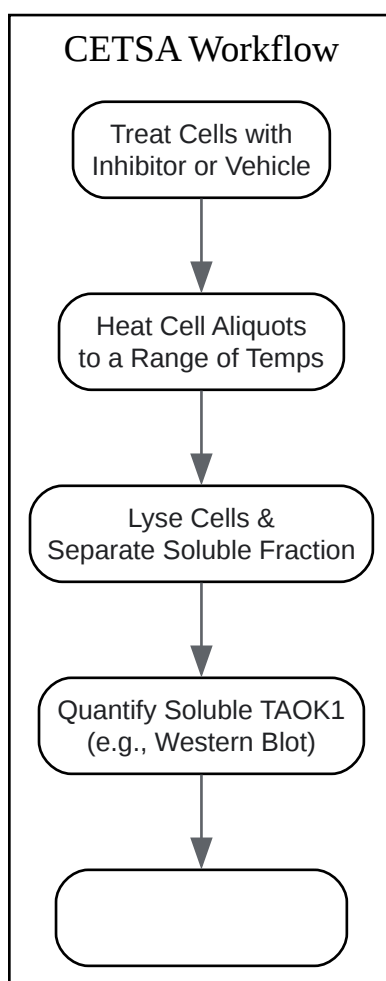 CETSA Workflow
Treat Cells with
Inhibitor or Vehicle
Heat Cell Aliquots
to a Range of Temps
Lyse Cells &
Separate Soluble Fraction
Quantify Soluble TAOK1
(e.g., Western Blot)